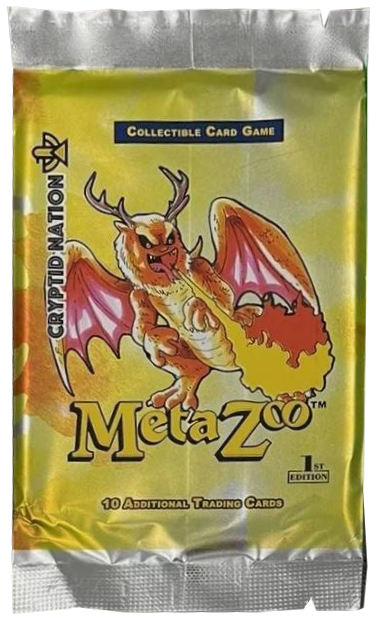 COLLECTIBLE CARD GAME
CRYPTID NATION
MetaZoo™
1ST
EDITION
10 ADDITIONAL TRADING CARDS